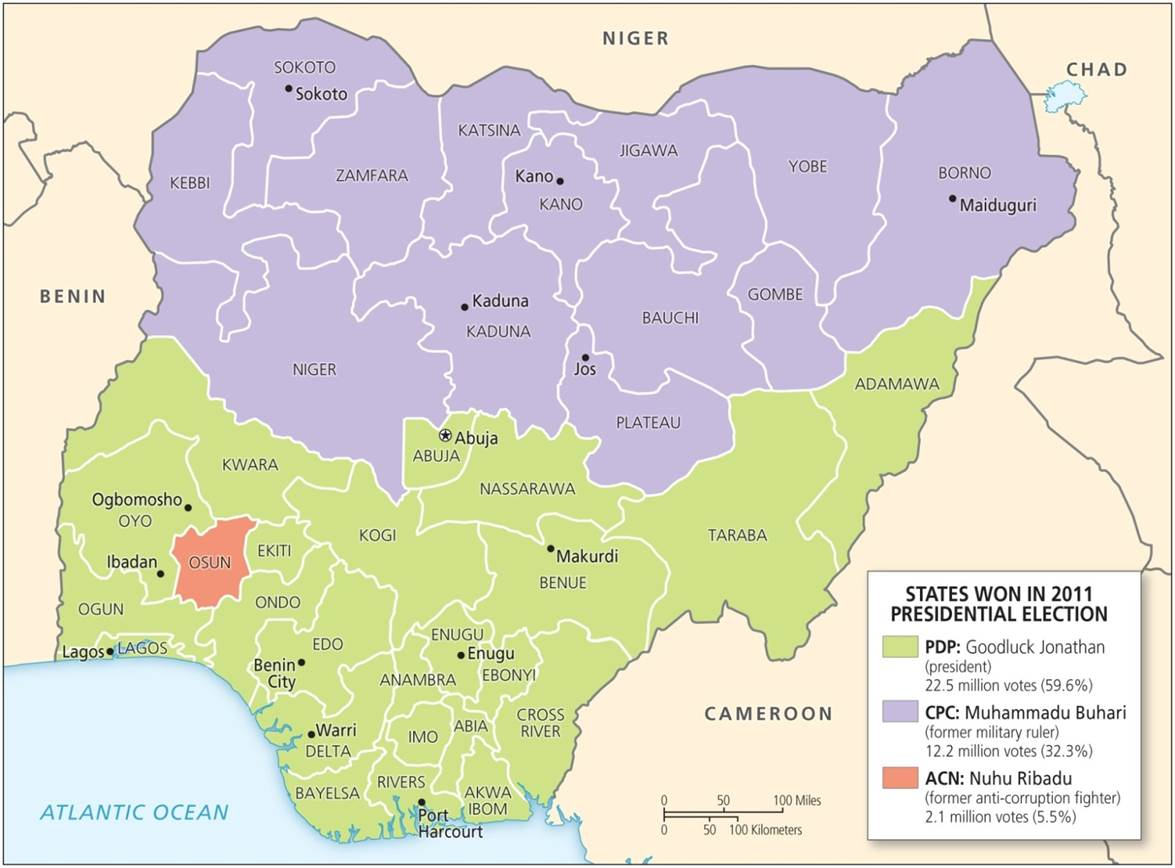 NIGER
CHAD
SOKOTO
Sokoto
KATSINA
JIGAWA
YOBE
BORNO
KEBBI
ZAMFARA
Kano
KANO
Maiduguri
BENIN
Kaduna
KADUNA
GOMBE
BAUCHI
NIGER
Jos
ADAMAWA
PLATEAU
Abuja
ABUJA
KWARA
NASSARAWA
Ogbomosho
OYO
KOGI
TARABA
EKITI
OSUN
Ibadan
Makurdi
BENUE
OGUN
ONDO
EDO
ENUGU
Enugu
Lagos
LAGOS
Benin
City
ANAMBRA
EBONYI
CROSS
RIVER
CAMEROON
ABIA
IMO
Warri
DELTA
RIVERS
BAYELSA
AKWA
IBOM
Port
Harcourt
ATLANTIC OCEAN
0 50 100 Miles
0 50 100 Kilometers
STATES WON IN 2011
PRESIDENTIAL ELECTION
PDP: Goodluck Jonathan
(president)
22.5 million votes (59.6%)
CPC: Muhammadu Buhari
(former military ruler)
12.2 million votes (32.3%)
ACN: Nuhu Ribadu
(former anti-corruption fighter)
2.1 million votes (5.5%)